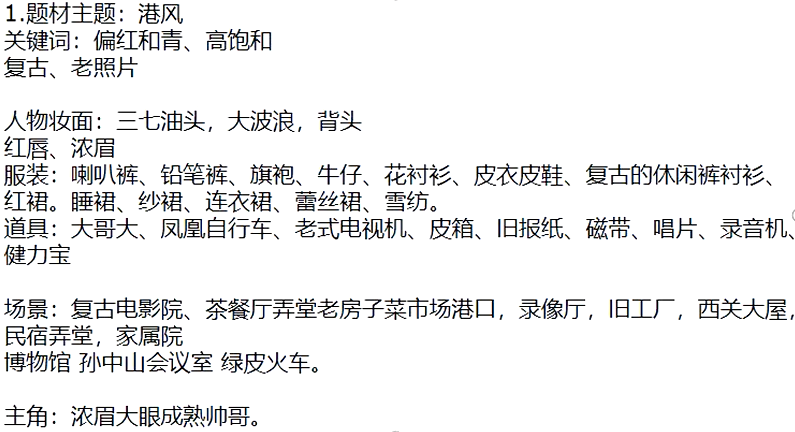 1.题材主题：港风
关键词：偏红和青、高饱和
复古、老照片
人物妆面：三七油头，大波浪，背头
红唇、浓眉
服装：喇叭裤、铅笔裤、旗袍、牛仔、花衬衫、皮衣皮鞋、复古的休闲裤衬衫、
红裙。睡裙、纱裙、连衣裙、蕾丝裙、雪纺。
道具：大哥大、凤凰自行车、老式电视机、皮箱、旧报纸、磁带、唱片、录音机、
健力宝
场景：复古电影院、茶餐厅弄堂老房子菜市场港口，录像厅，旧工厂，西关大屋，
民宿弄堂，家属院
博物馆 孙中山会议室 绿皮火车。
主角：浓眉大眼成熟帅哥。